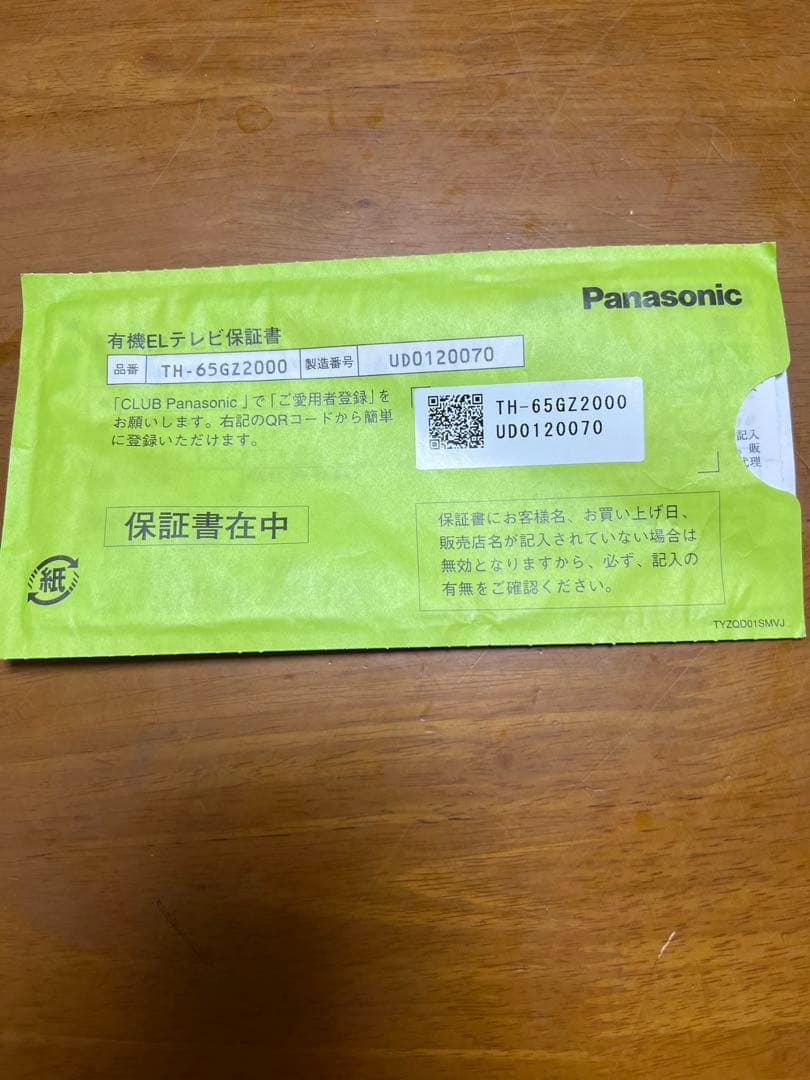 Panasonic
有機ELテレビ保証書
品番 TH-65GZ2000 製造番号 UD0120070
「CLUB Panasonic」で「ご愛用者登録」を
お願いします。右記のQRコードから簡単
に登録いただけます。
TH-65GZ2000
UD0120070
記入
販
代理
保証書在中
保証書にお客様名、お買い上げ日、
販売店名が記入されていない場合は
無効となりますから、必ず、記入の
有無をご確認ください。
紙
TYZQD01SMVJ